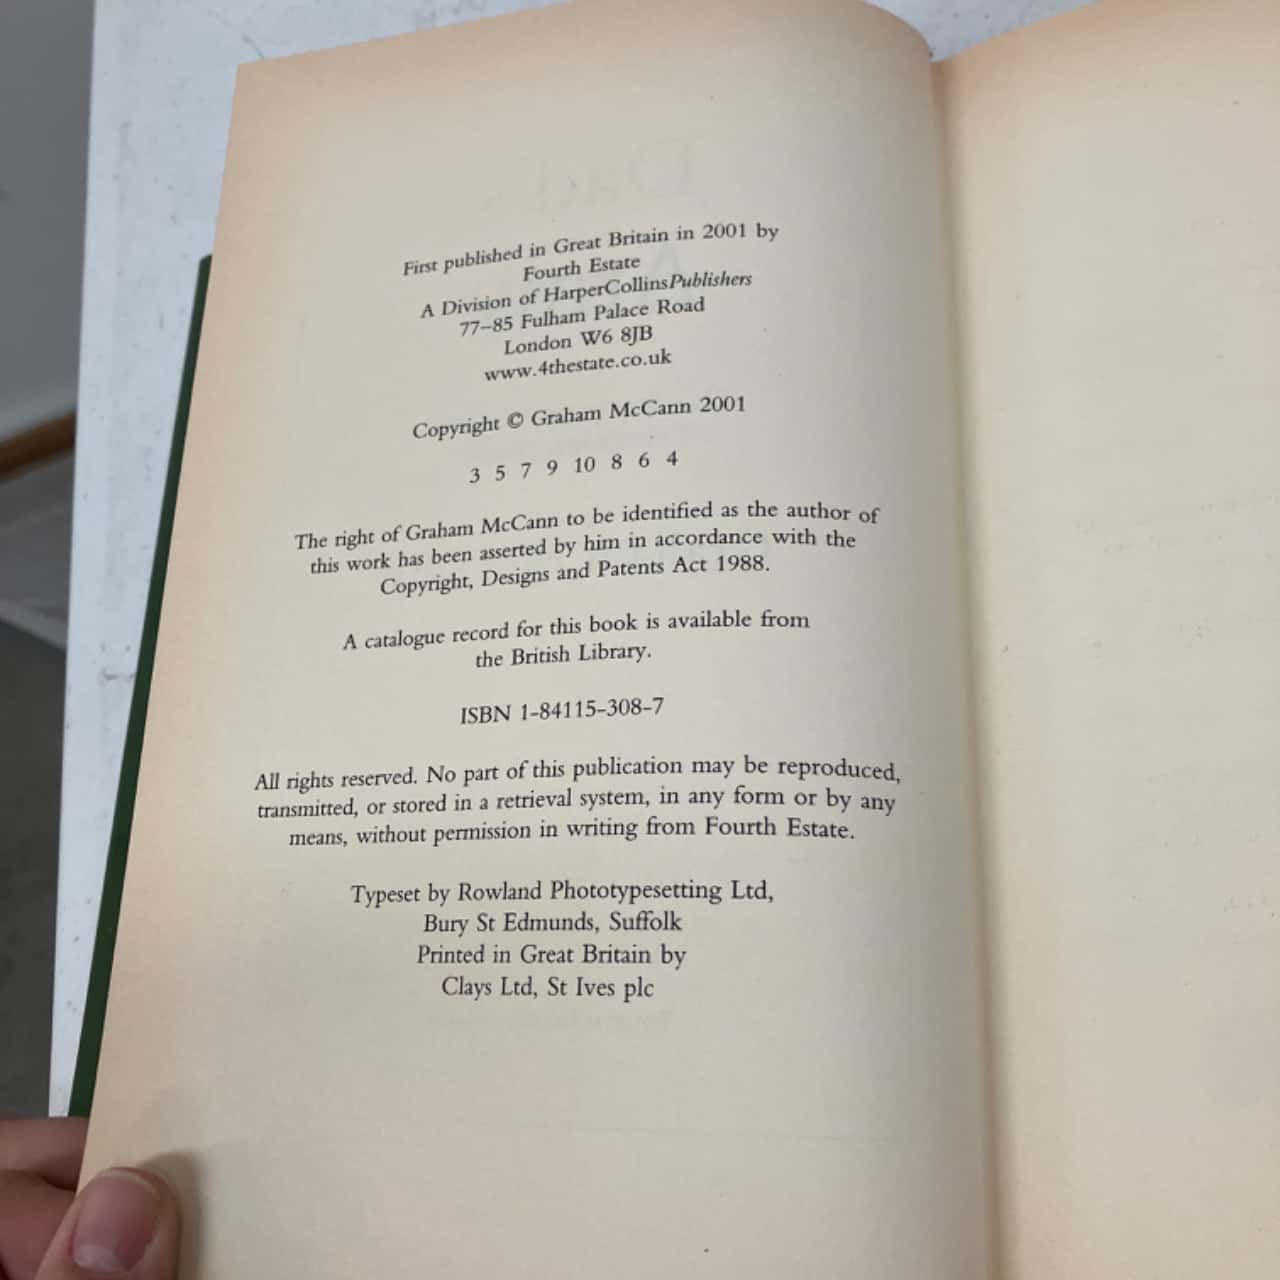 First published in Great Britain in 2001 by
Fourth Estate
A Division of HarperCollinsPublishers
77–85 Fulham Palace Road
London W6 8JB
www.4thestate.co.uk
Copyright © Graham McCann 2001
3 5 7 9 10 8 6 4
The right of Graham McCann to be identified as the author of
this work has been asserted by him in accordance with the
Copyright, Designs and Patents Act 1988.
A catalogue record for this book is available from
the British Library.
ISBN 1-84115-308-7
All rights reserved. No part of this publication may be reproduced,
transmitted, or stored in a retrieval system, in any form or by any
means, without permission in writing from Fourth Estate.
Typeset by Rowland Phototypesetting Ltd,
Bury St Edmunds, Suffolk
Printed in Great Britain by
Clays Ltd, St Ives plc